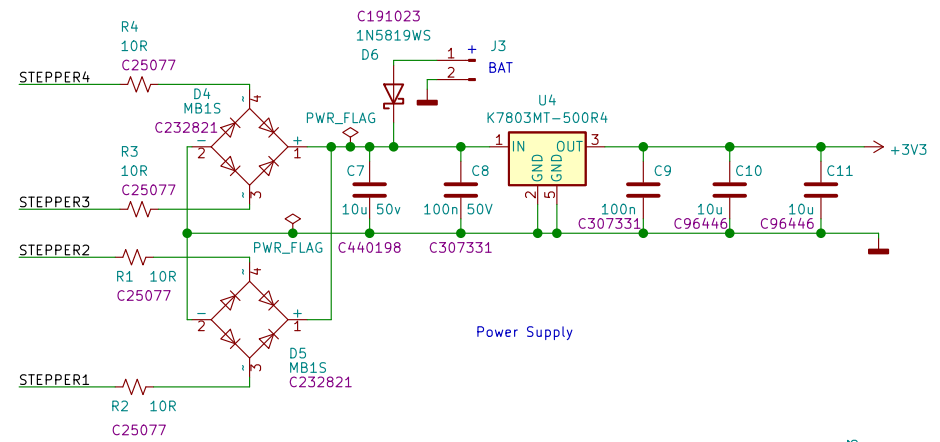 C191023
1N5819WS
D6
R4
10R
C25077
STEPPER4
D4
MB1S
C232821
~
4
-
2
+
1
~
3
R3
10R
C25077
STEPPER3
PWR_FLAG
1
+
J3
2
BAT
U4
K7803MT-500R4
1
IN
OUT
3
GND
GND
2
5
+3V3
C7
10u 50v
C440198
C8
100n 50V
C307331
C9
100n
C307331
C10
10u
C96446
C11
10u
C96446
PWR_FLAG
STEPPER2
R1 10R
C25077
~
4
-
2
+
1
~
3
D5
MB1S
C232821
STEPPER1
R2 10R
C25077
Power Supply